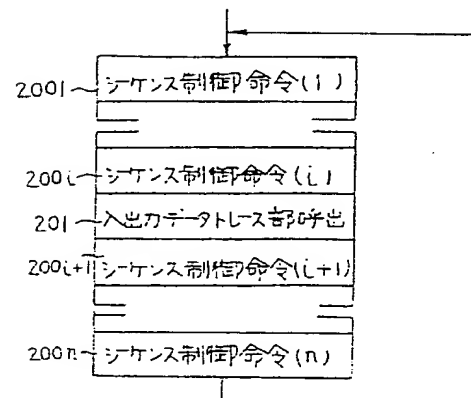 2001 シーケンス制御命令(1)
200i シーケンス制御命令(i)
201 入出力データトレース部呼出
200i+1 シーケンス制御命令(i+1)
200n シーケンス制御命令(n)